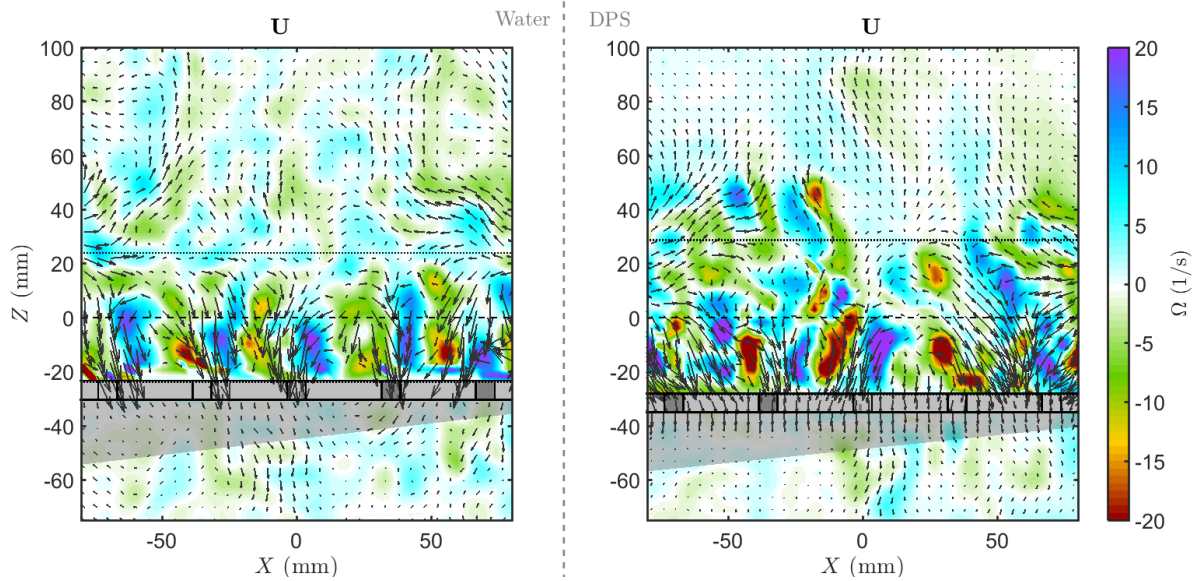 Water DPS
U U
100 100 20
80 80 15
60 60 10
40 40 5
20 20 0
0 0 -5
-20 -20 -10
-40 -40 -15
-60 -60 -20
Z (mm)
Ω (1/s)
-50 0 50 -50 0 50
X (mm) X (mm)